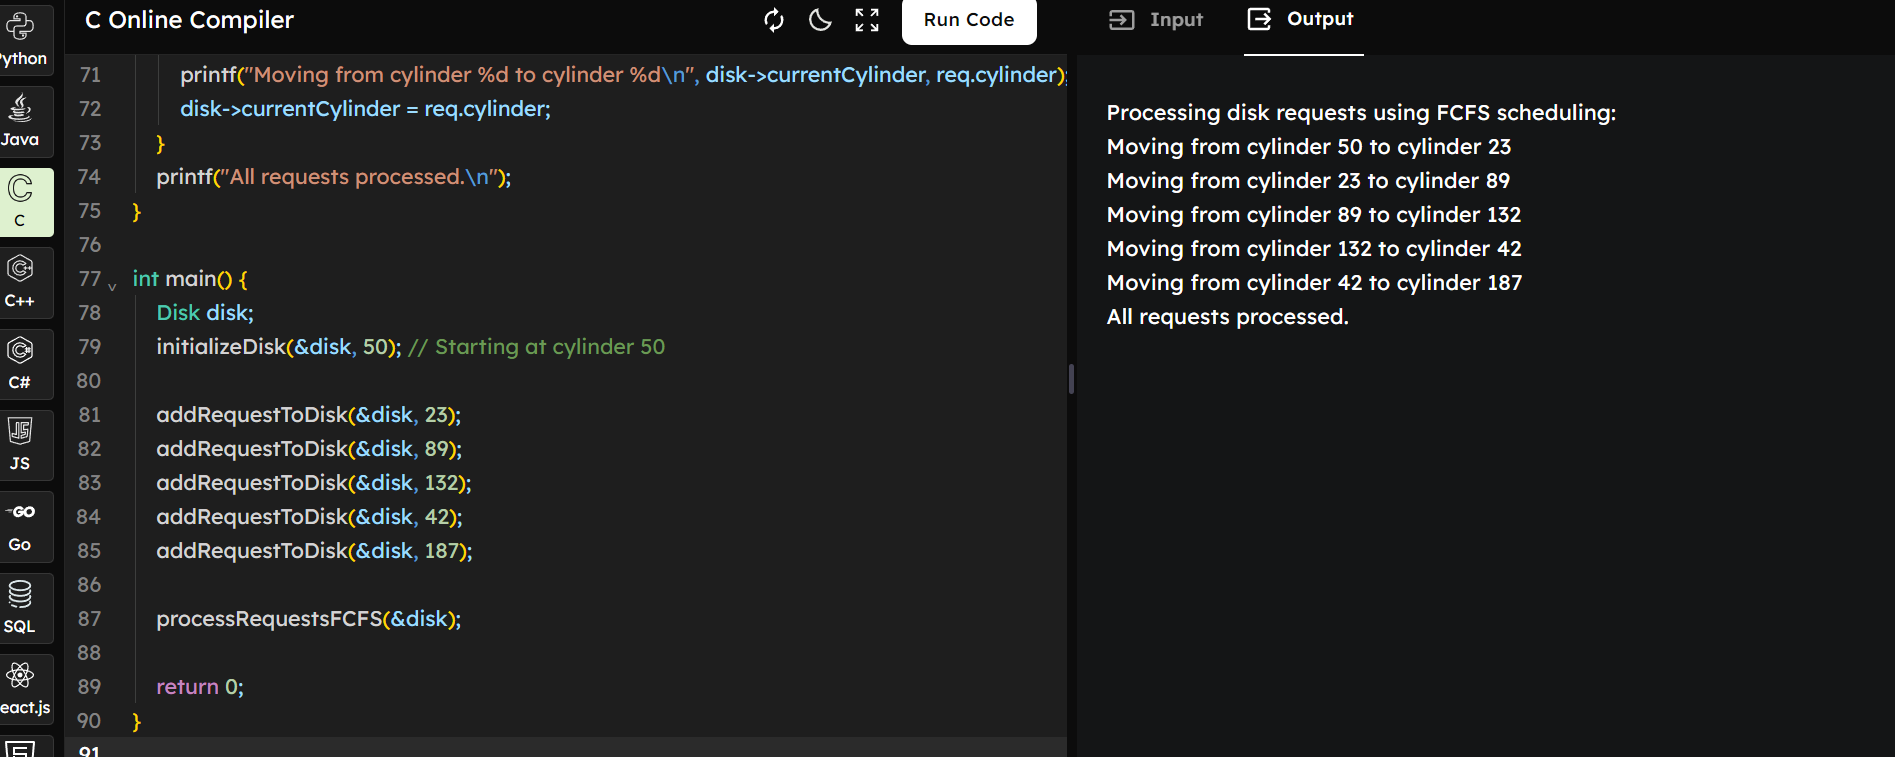 C Online Compiler
Run Code
Input
Output
Python
Java
C
C++
C#
JS
GO
Go
SQL
React.js
71 printf("Moving from cylinder %d to cylinder %d\n", disk->currentCylinder, req.cylinder);
72 disk->currentCylinder = req.cylinder;
73 }
74 printf("All requests processed.\n");
75 }
76
77 int main() {
78 Disk disk;
79 initializeDisk(&disk, 50); // Starting at cylinder 50
80
81 addRequestToDisk(&disk, 23);
82 addRequestToDisk(&disk, 89);
83 addRequestToDisk(&disk, 132);
84 addRequestToDisk(&disk, 42);
85 addRequestToDisk(&disk, 187);
86
87 processRequestsFCFS(&disk);
88
89 return 0;
90 }
91
Processing disk requests using FCFS scheduling:
Moving from cylinder 50 to cylinder 23
Moving from cylinder 23 to cylinder 89
Moving from cylinder 89 to cylinder 132
Moving from cylinder 132 to cylinder 42
Moving from cylinder 42 to cylinder 187
All requests processed.